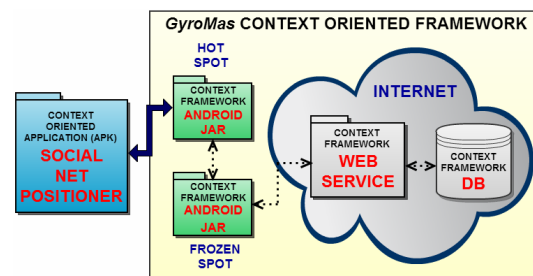 GyroMas CONTEXT ORIENTED FRAMEWORK
HOT
SPOT
CONTEXT
FRAMEWORK
ANDROID
JAR
CONTEXT
ORIENTED
APPLICATION (APK)
SOCIAL
NET
POSITIONER
CONTEXT
FRAMEWORK
ANDROID
JAR
FROZEN
SPOT
INTERNET
CONTEXT
FRAMEWORK
WEB
SERVICE
CONTEXT
FRAMEWORK
DB